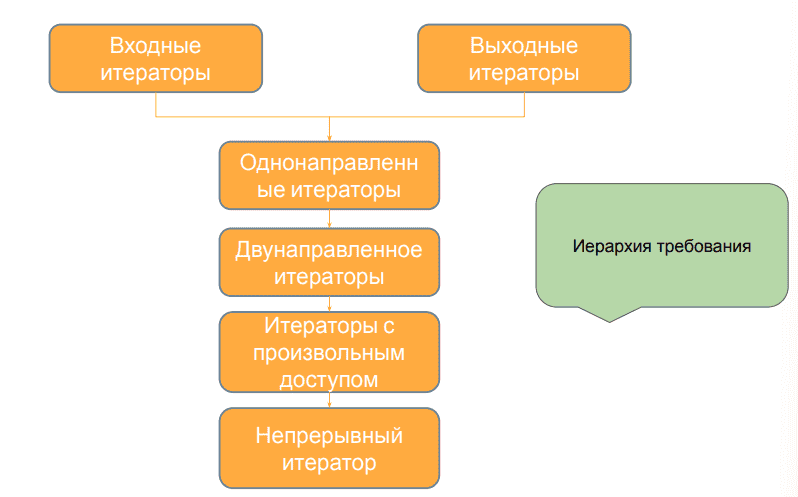 Входные
итераторы
Выходные
итераторы
Однонаправленн
ые итераторы
Двунаправленное
итераторы
Итераторы с
произвольным
доступом
Непрерывный
итератор
Иерархия требования